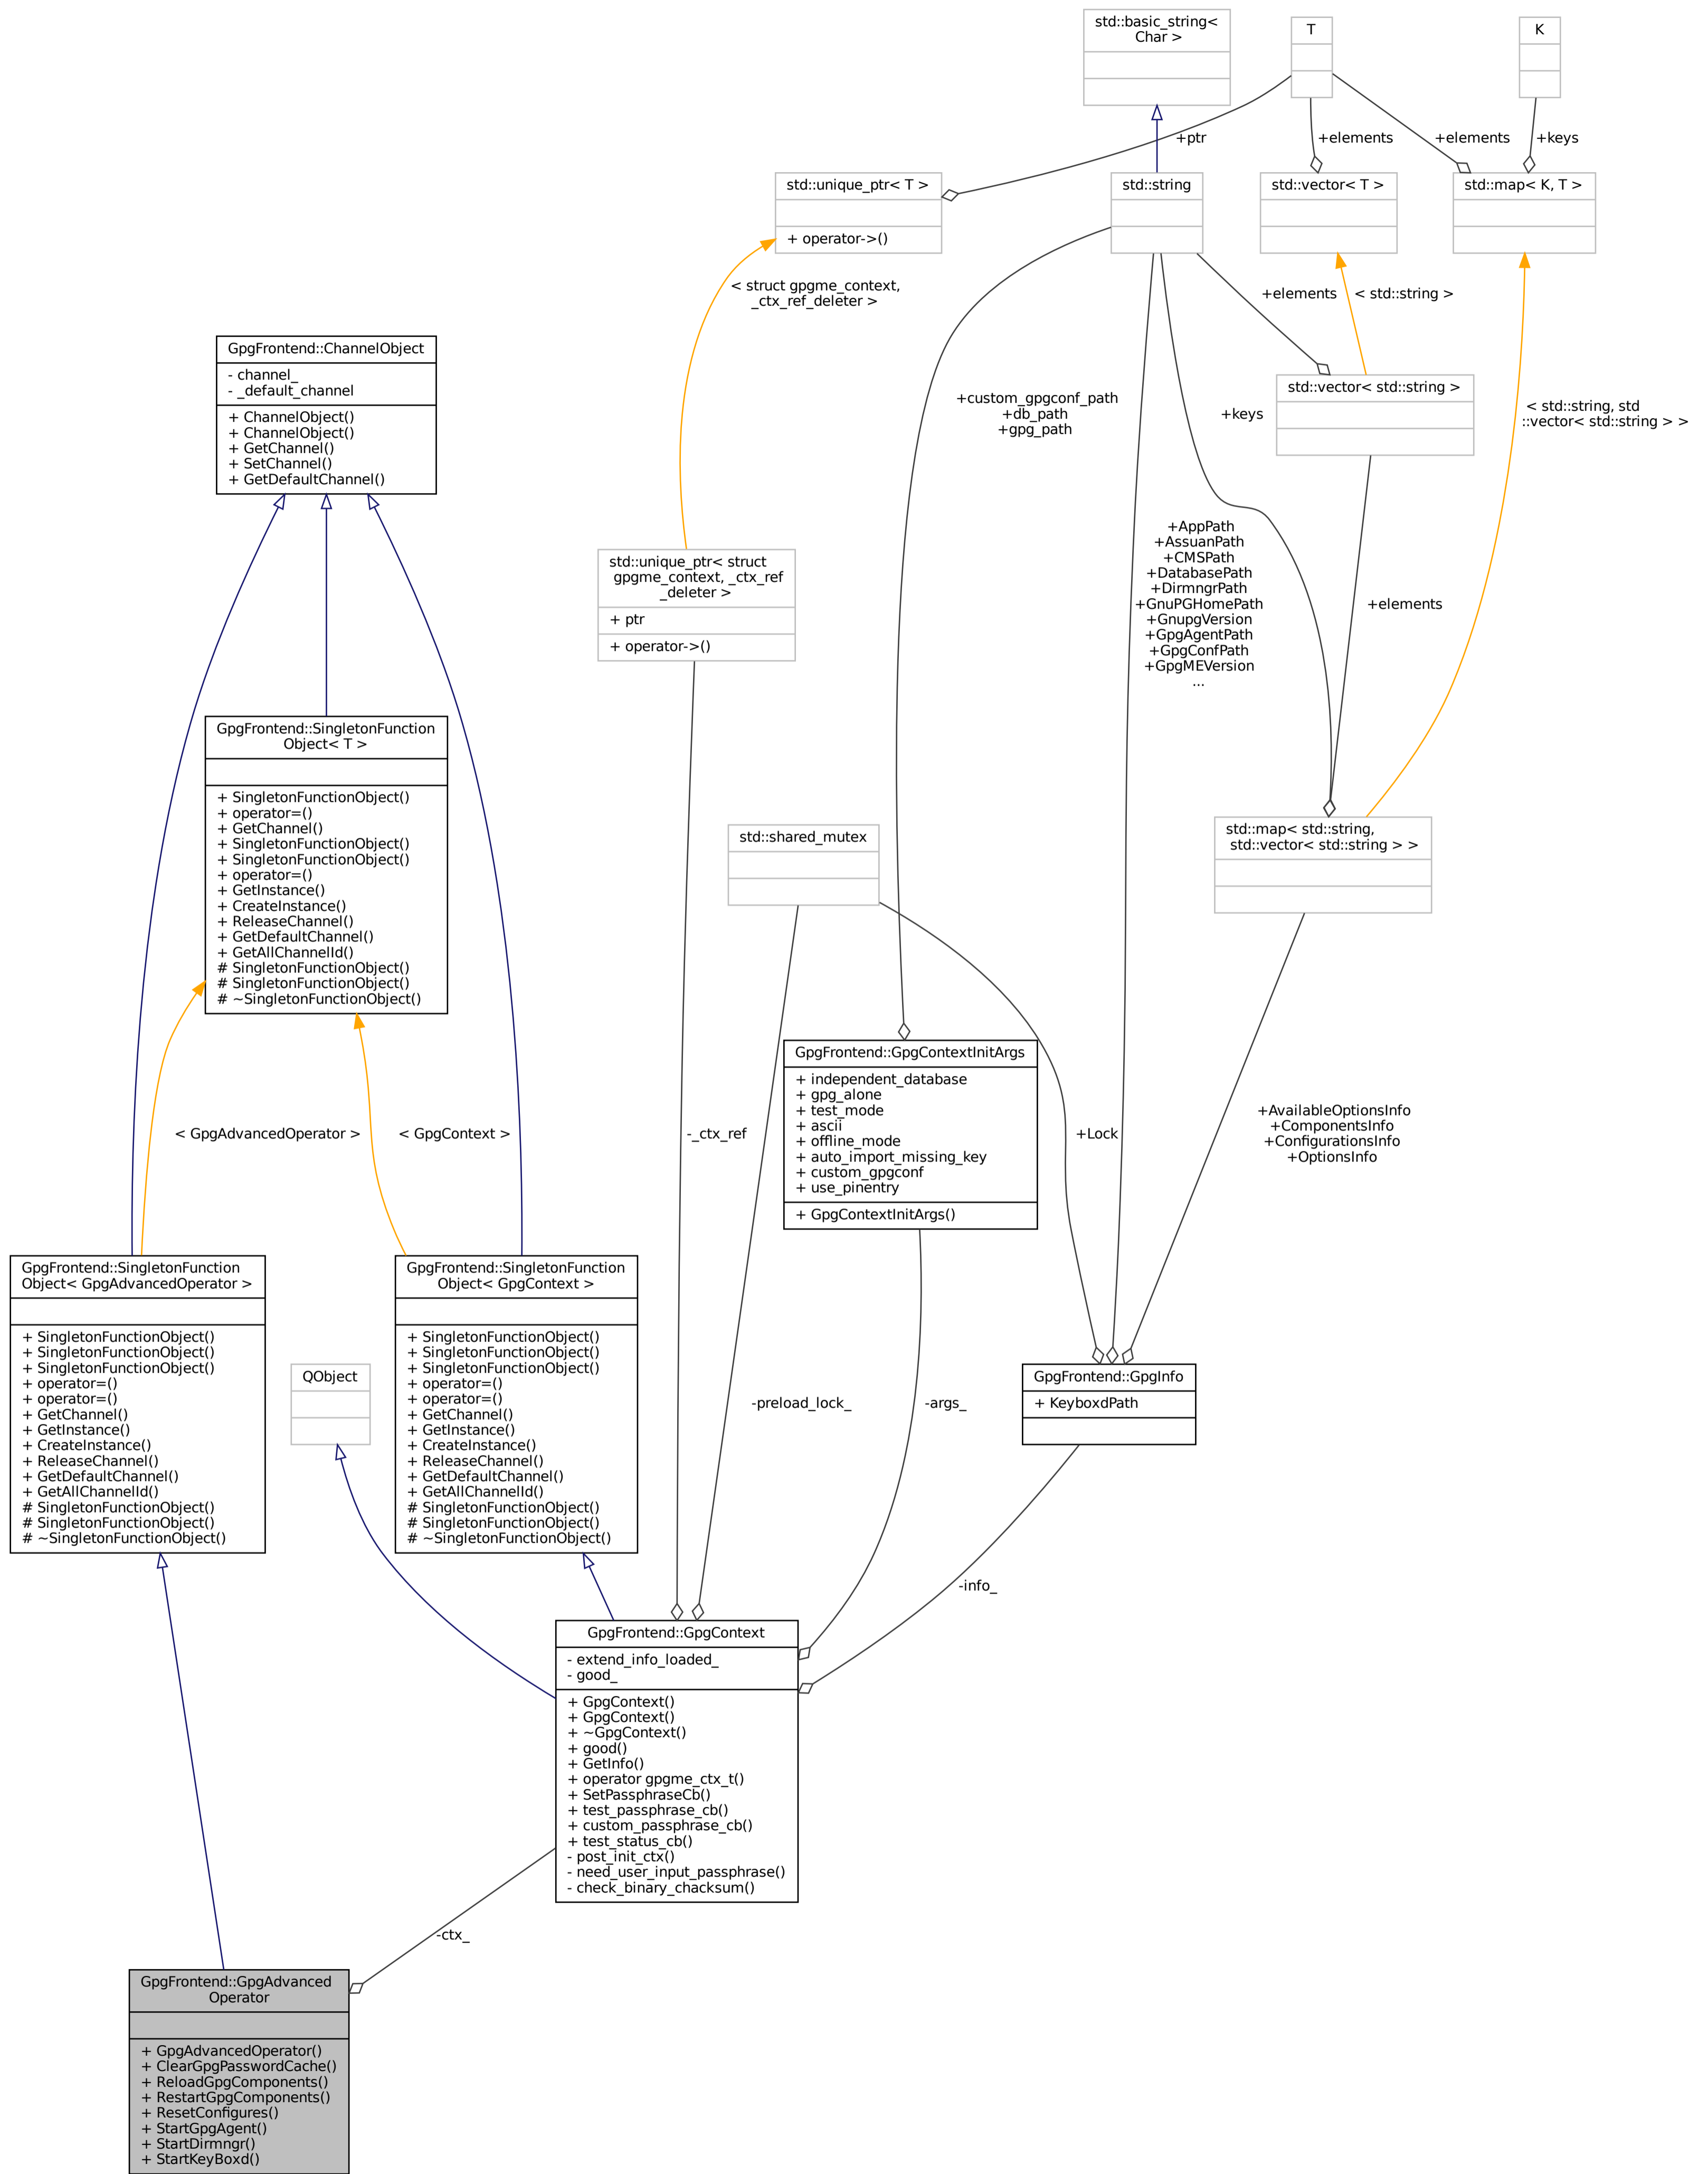 std::basic_string<
Char >
T
K
+ptr
+elements
+elements
+keys
std::unique_ptr< T >
+ operator->()
std::string
std::vector< T >
std::map< K, T >
< struct gpgme_context,
_ctx_ref_deleter >
+elements
< std::string >
GpgFrontend::ChannelObject
- channel_
- _default_channel
+ ChannelObject()
+ ChannelObject()
+ GetChannel()
+ SetChannel()
+ GetDefaultChannel()
+custom_gpgconf_path
+db_path
+gpg_path
+keys
std::vector< std::string >
< std::string, std
::vector< std::string > >
std::unique_ptr< struct
gpgme_context, _ctx_ref
_deleter >
+ ptr
+ operator->()
+AppPath
+AssuanPath
+CMSPath
+DatabasePath
+DirmngrPath
+GnuPGHomePath
+GnupgVersion
+GpgAgentPath
+GpgConfPath
+GpgMEVersion
...
+elements
GpgFrontend::SingletonFunction
Object< T >
+ SingletonFunctionObject()
+ operator=()
+ GetChannel()
+ SingletonFunctionObject()
+ SingletonFunctionObject()
+ operator=()
+ GetInstance()
+ CreateInstance()
+ ReleaseChannel()
+ GetDefaultChannel()
+ GetAllChannelId()
# SingletonFunctionObject()
# SingletonFunctionObject()
# ~SingletonFunctionObject()
std::shared_mutex
std::map< std::string,
std::vector< std::string > >
< GpgAdvancedOperator >
< GpgContext >
-_ctx_ref
GpgFrontend::GpgContextInitArgs
+ independent_database
+ gpg_alone
+ test_mode
+ ascii
+ offline_mode
+ auto_import_missing_key
+ custom_gpgconf
+ use_pinentry
+ GpgContextInitArgs()
+Lock
+AvailableOptionsInfo
+ComponentsInfo
+ConfigurationsInfo
+OptionsInfo
GpgFrontend::SingletonFunction
Object< GpgAdvancedOperator >
+ SingletonFunctionObject()
+ SingletonFunctionObject()
+ SingletonFunctionObject()
+ operator=()
+ operator=()
+ GetChannel()
+ GetInstance()
+ CreateInstance()
+ ReleaseChannel()
+ GetDefaultChannel()
+ GetAllChannelId()
# SingletonFunctionObject()
# SingletonFunctionObject()
# ~SingletonFunctionObject()
QObject
GpgFrontend::SingletonFunction
Object< GpgContext >
+ SingletonFunctionObject()
+ SingletonFunctionObject()
+ SingletonFunctionObject()
+ operator=()
+ operator=()
+ GetChannel()
+ GetInstance()
+ CreateInstance()
+ ReleaseChannel()
+ GetDefaultChannel()
+ GetAllChannelId()
# SingletonFunctionObject()
# SingletonFunctionObject()
# ~SingletonFunctionObject()
-preload_lock_
-args_
GpgFrontend::GpgInfo
+ KeyboxdPath
-info_
GpgFrontend::GpgContext
- extend_info_loaded_
- good_
+ GpgContext()
+ GpgContext()
+ ~GpgContext()
+ good()
+ GetInfo()
+ operator gpgme_ctx_t()
+ SetPassphraseCb()
+ test_passphrase_cb()
+ custom_passphrase_cb()
+ test_status_cb()
- post_init_ctx()
- need_user_input_passphrase()
- check_binary_chacksum()
-ctx_
GpgFrontend::GpgAdvanced
Operator
+ GpgAdvancedOperator()
+ ClearGpgPasswordCache()
+ ReloadGpgComponents()
+ RestartGpgComponents()
+ ResetConfigures()
+ StartGpgAgent()
+ StartDirmngr()
+ StartKeyBoxd()